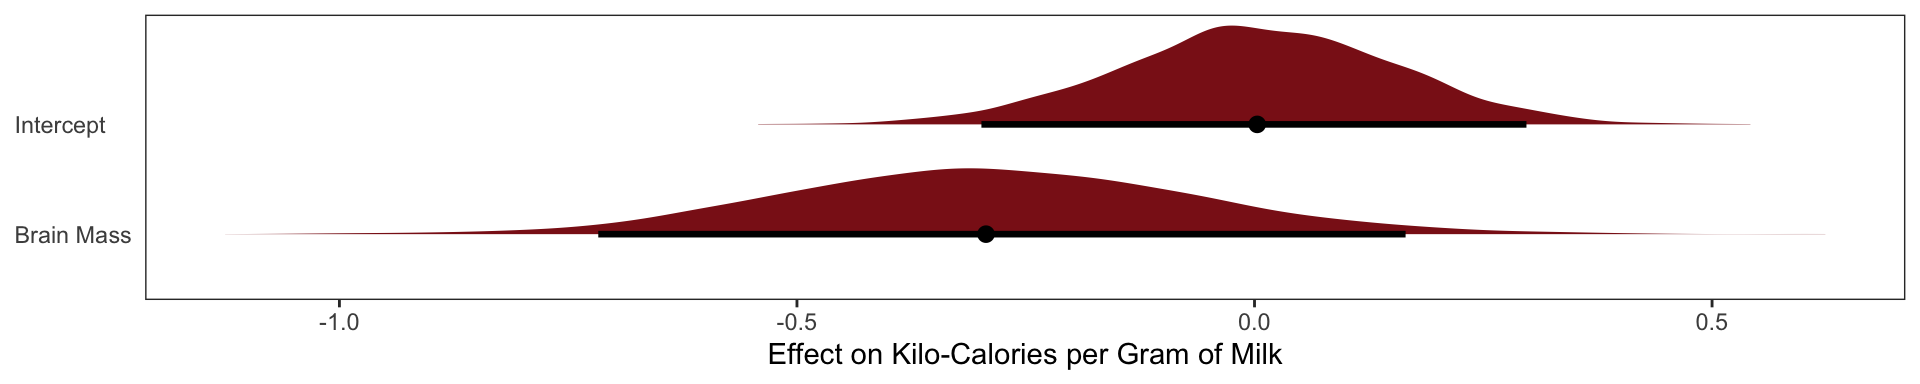 Intercept
Brain Mass
-1.0 -0.5 0.0 0.5
Effect on Kilo-Calories per Gram of Milk